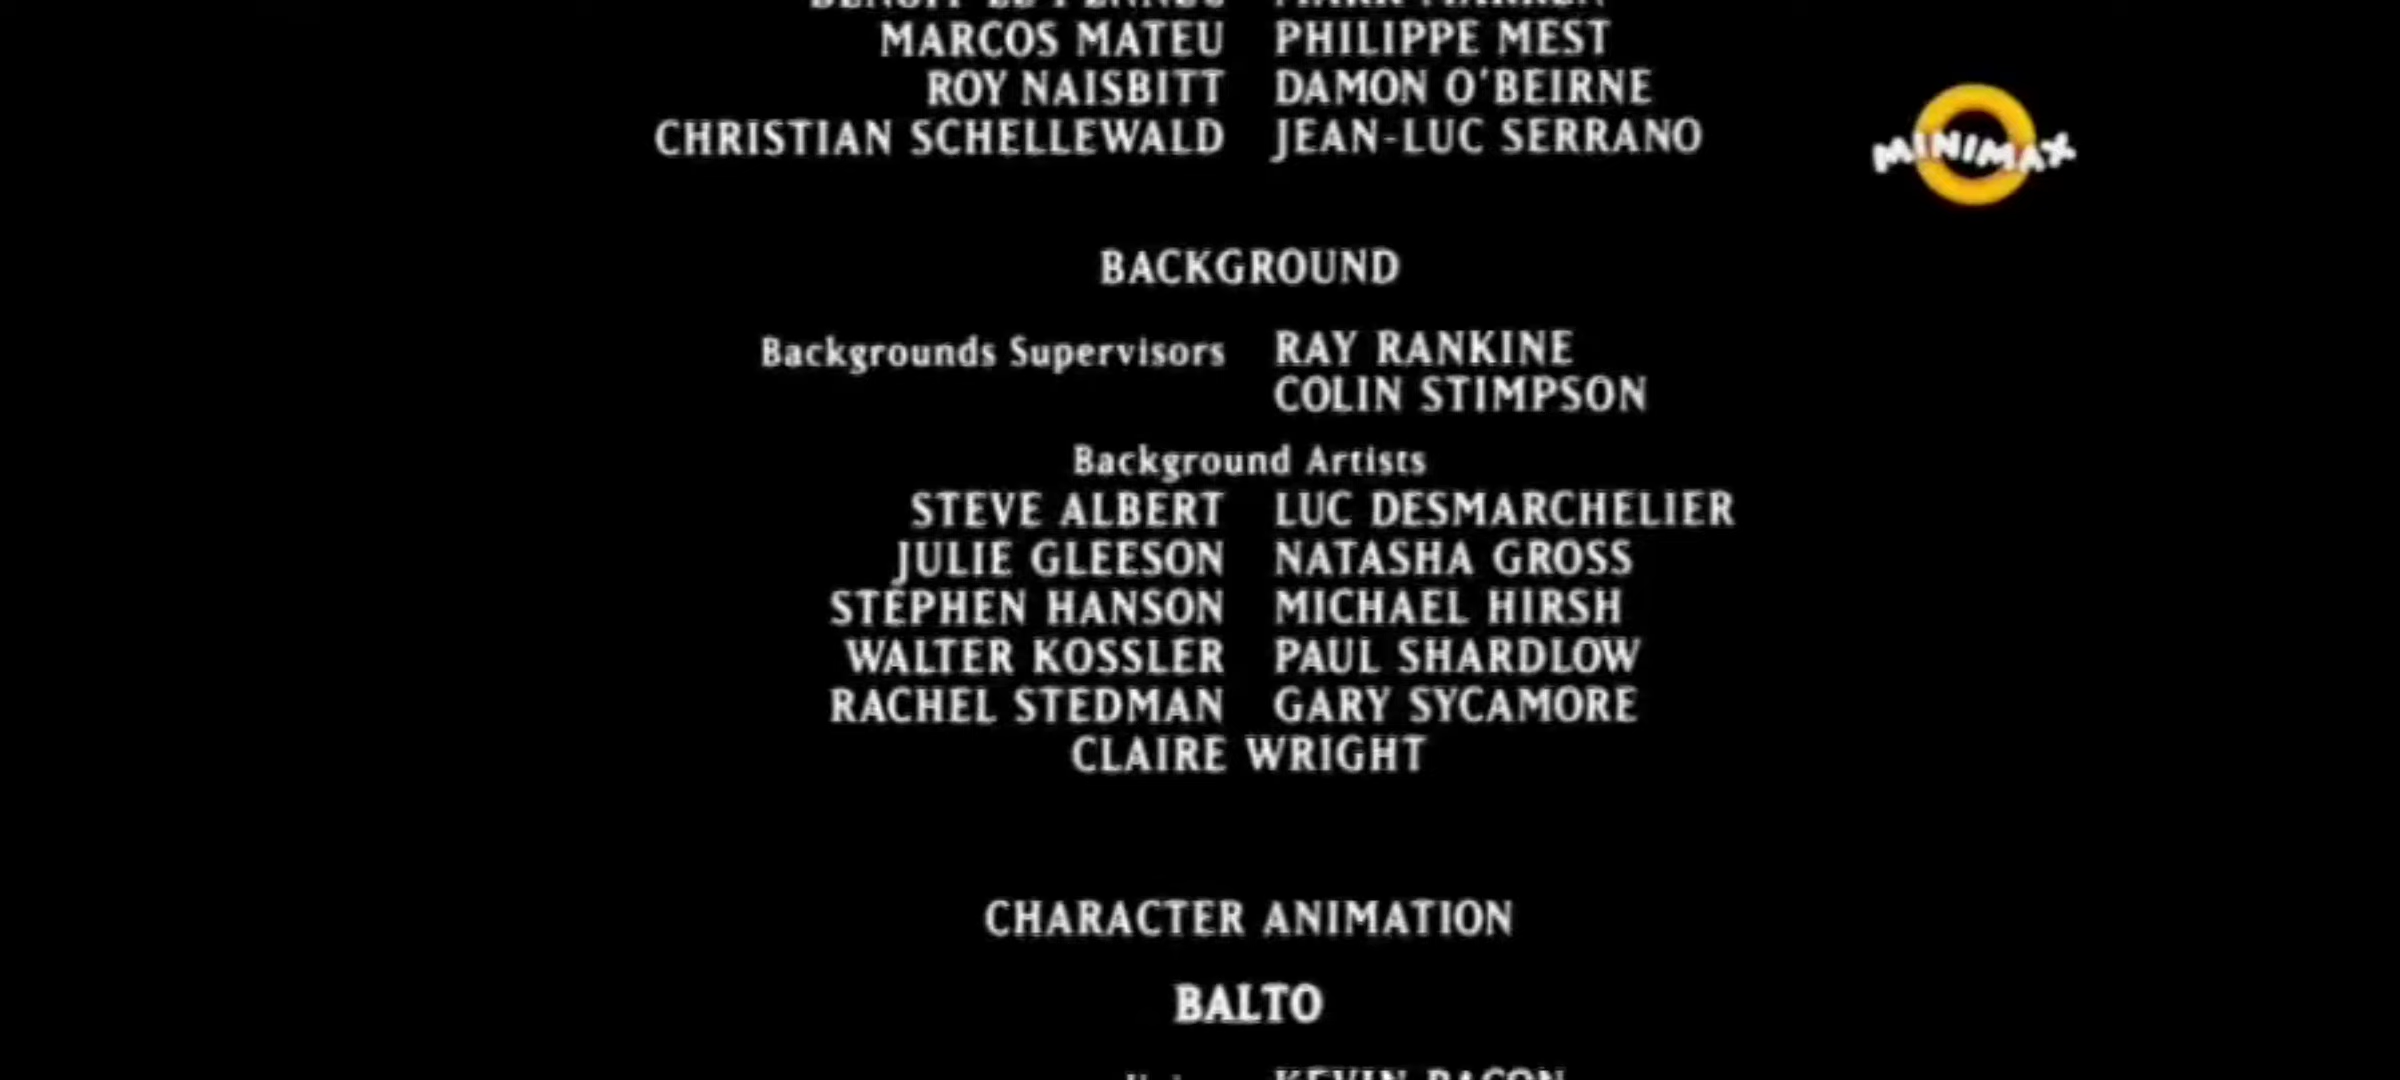 MARCOS MATEU PHILIPPE MEST
ROY NAISBITT DAMON O'BEIRNE
CHRISTIAN SCHELLEWALD JEAN-LUC SERRANO
MINIMAX
BACKGROUND
Backgrounds Supervisors RAY RANKINE
COLIN STIMPSON
Background Artists
STEVE ALBERT LUC DESMARCHELIER
JULIE GLEESON NATASHA GROSS
STEPHEN HANSON MICHAEL HIRSH
WALTER KOSSLER PAUL SHARDLOW
RACHEL STEDMAN GARY SYCAMORE
CLAIRE WRIGHT
CHARACTER ANIMATION
BALTO
KEVIN BACON